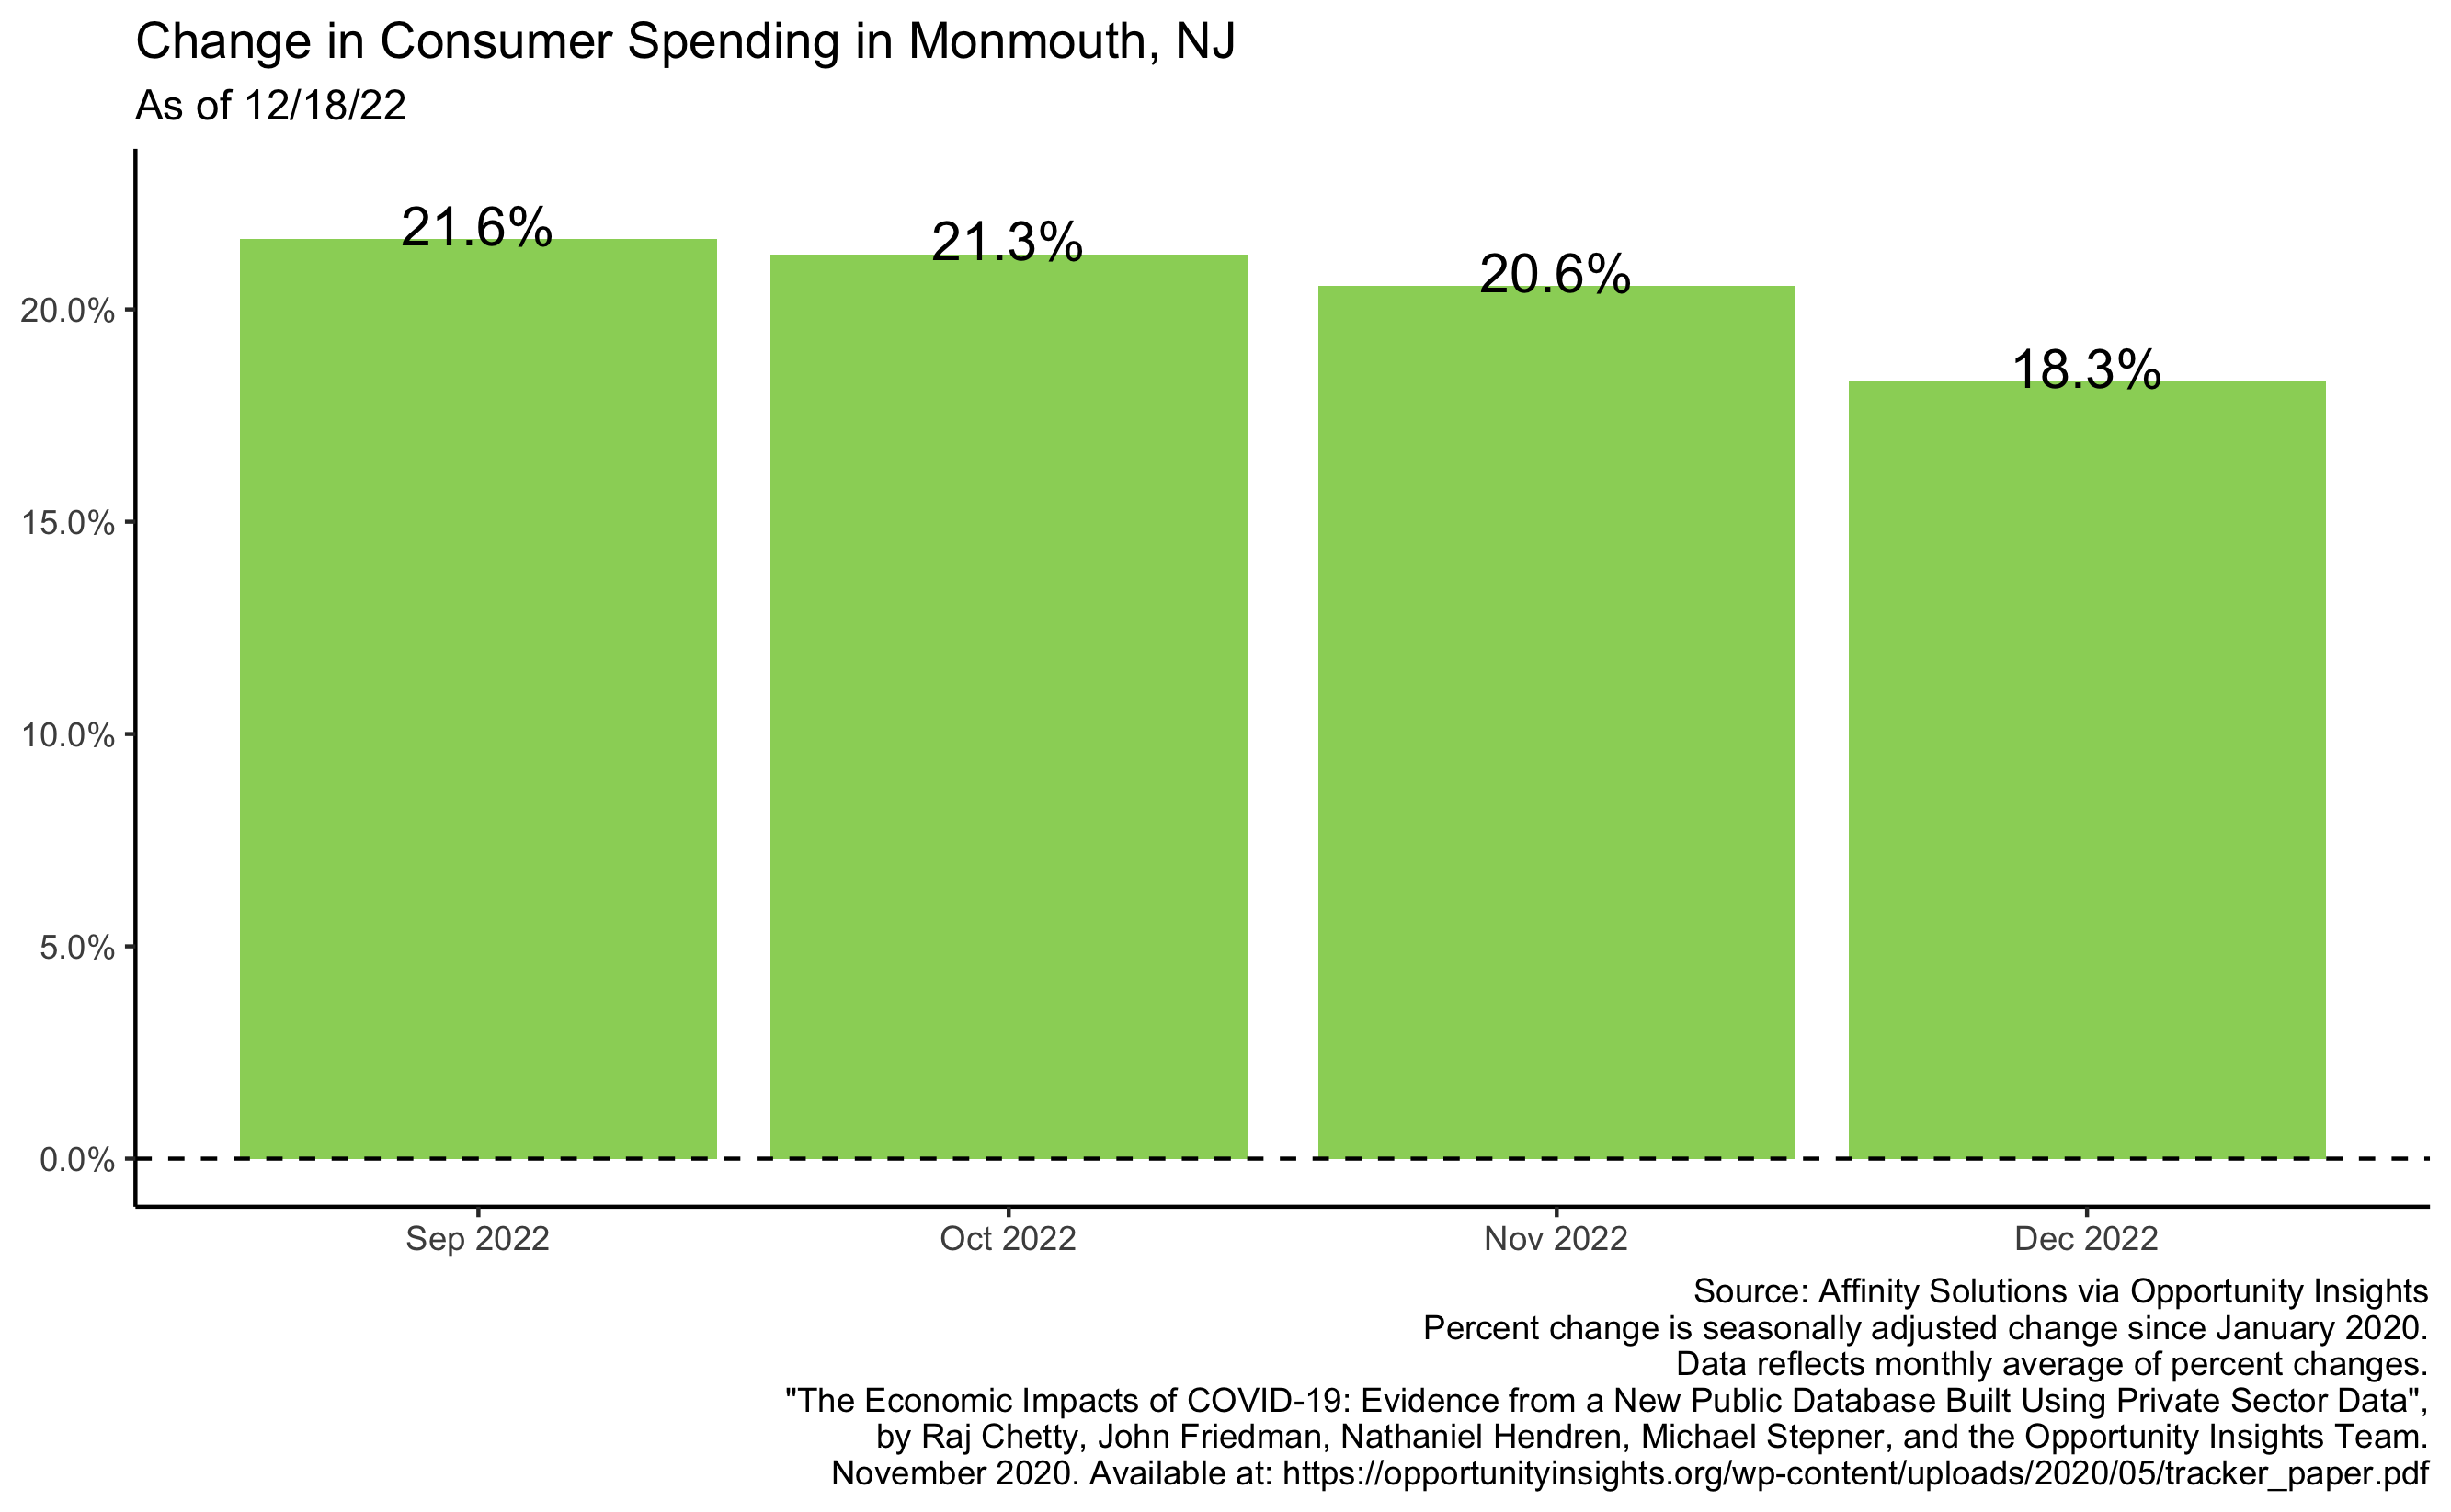 Change in Consumer Spending in Monmouth, NJ
As of 12/18/22
21.6%
21.3%
20.6%
18.3%
20.0%
15.0%
10.0%
5.0%
0.0%
Sep 2022
Oct 2022
Nov 2022
Dec 2022
Source: Affinity Solutions via Opportunity Insights
Percent change is seasonally adjusted change since January 2020.
Data reflects monthly average of percent changes.
"The Economic Impacts of COVID-19: Evidence from a New Public Database Built Using Private Sector Data",
by Raj Chetty, John Friedman, Nathaniel Hendren, Michael Stepner, and the Opportunity Insights Team.
November 2020. Available at: https://opportunityinsights.org/wp-content/uploads/2020/05/tracker_paper.pdf